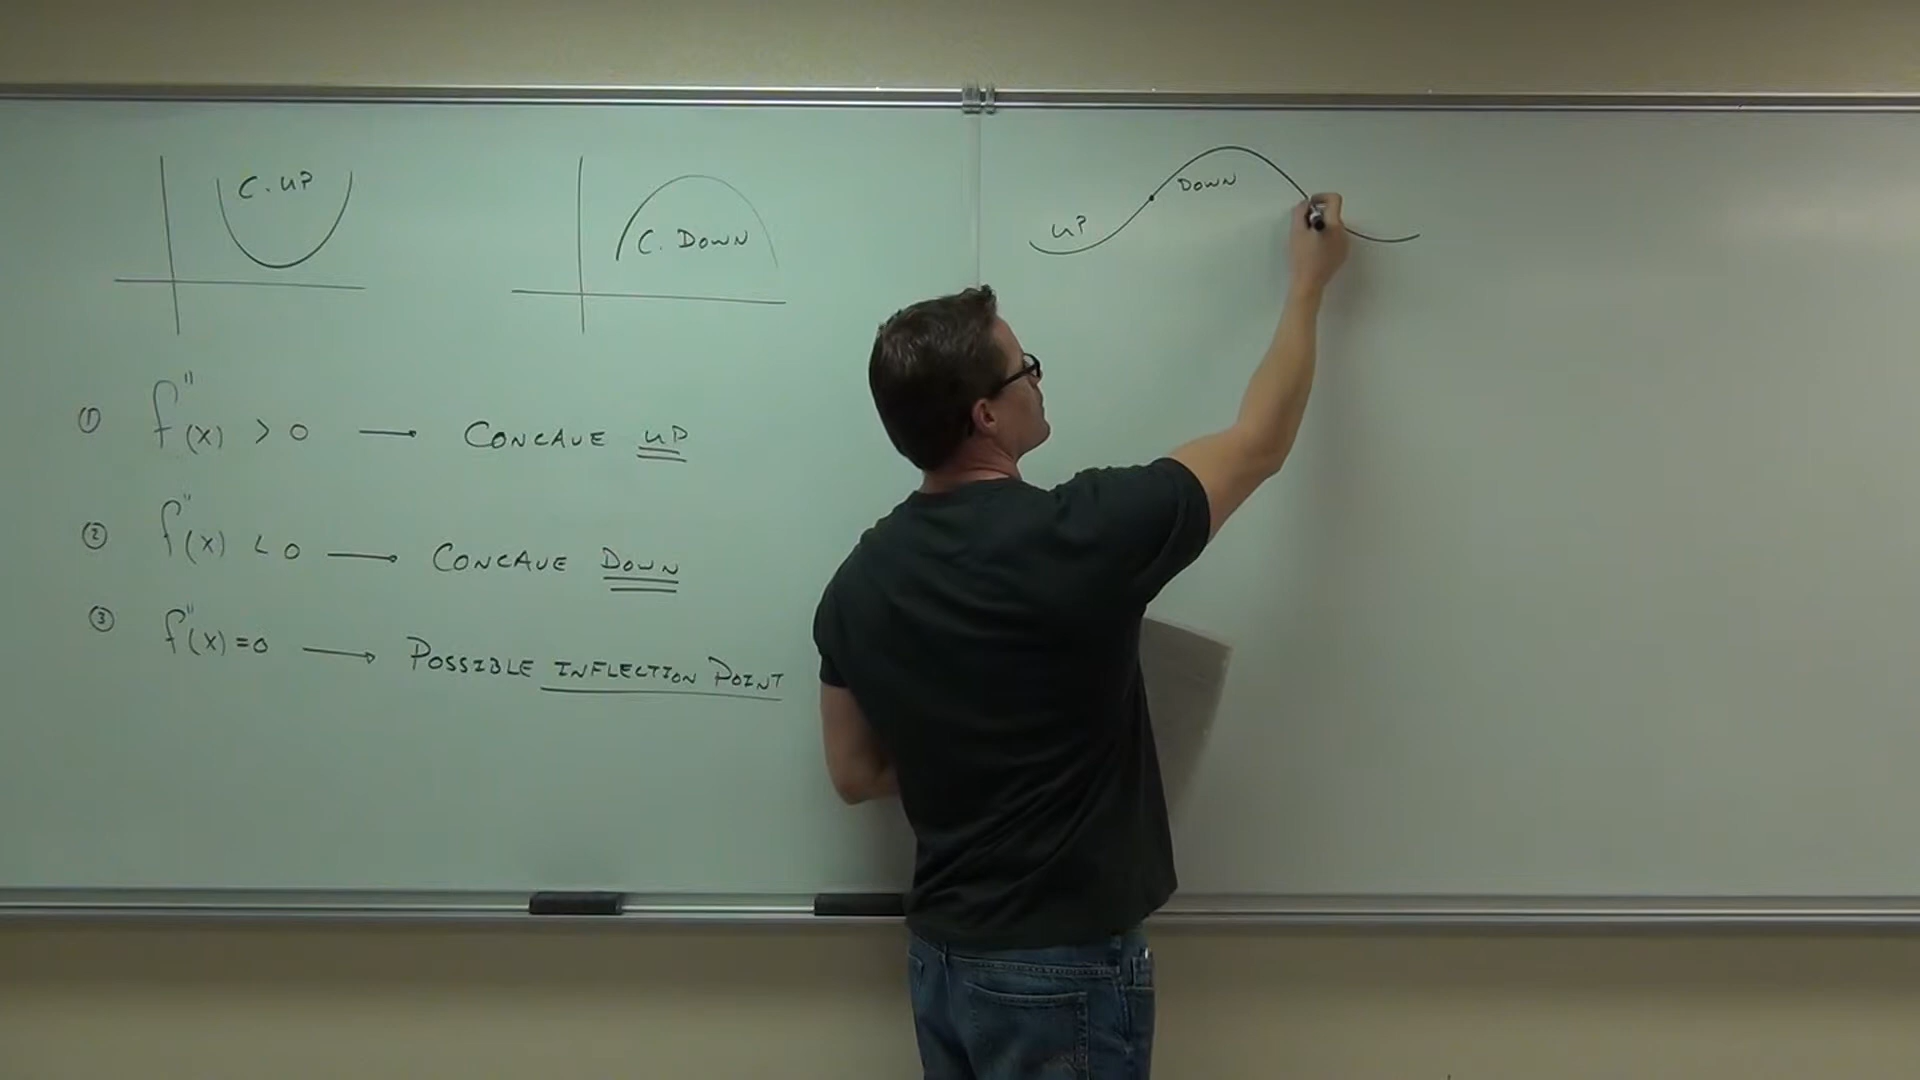 C. UP
C. DOWN
UP
DOWN
① f''(x) > 0 → CONCAVE UP
② f''(x) < 0 → CONCAVE DOWN
③ f''(x) = 0 → POSSIBLE INFLECTION POINT